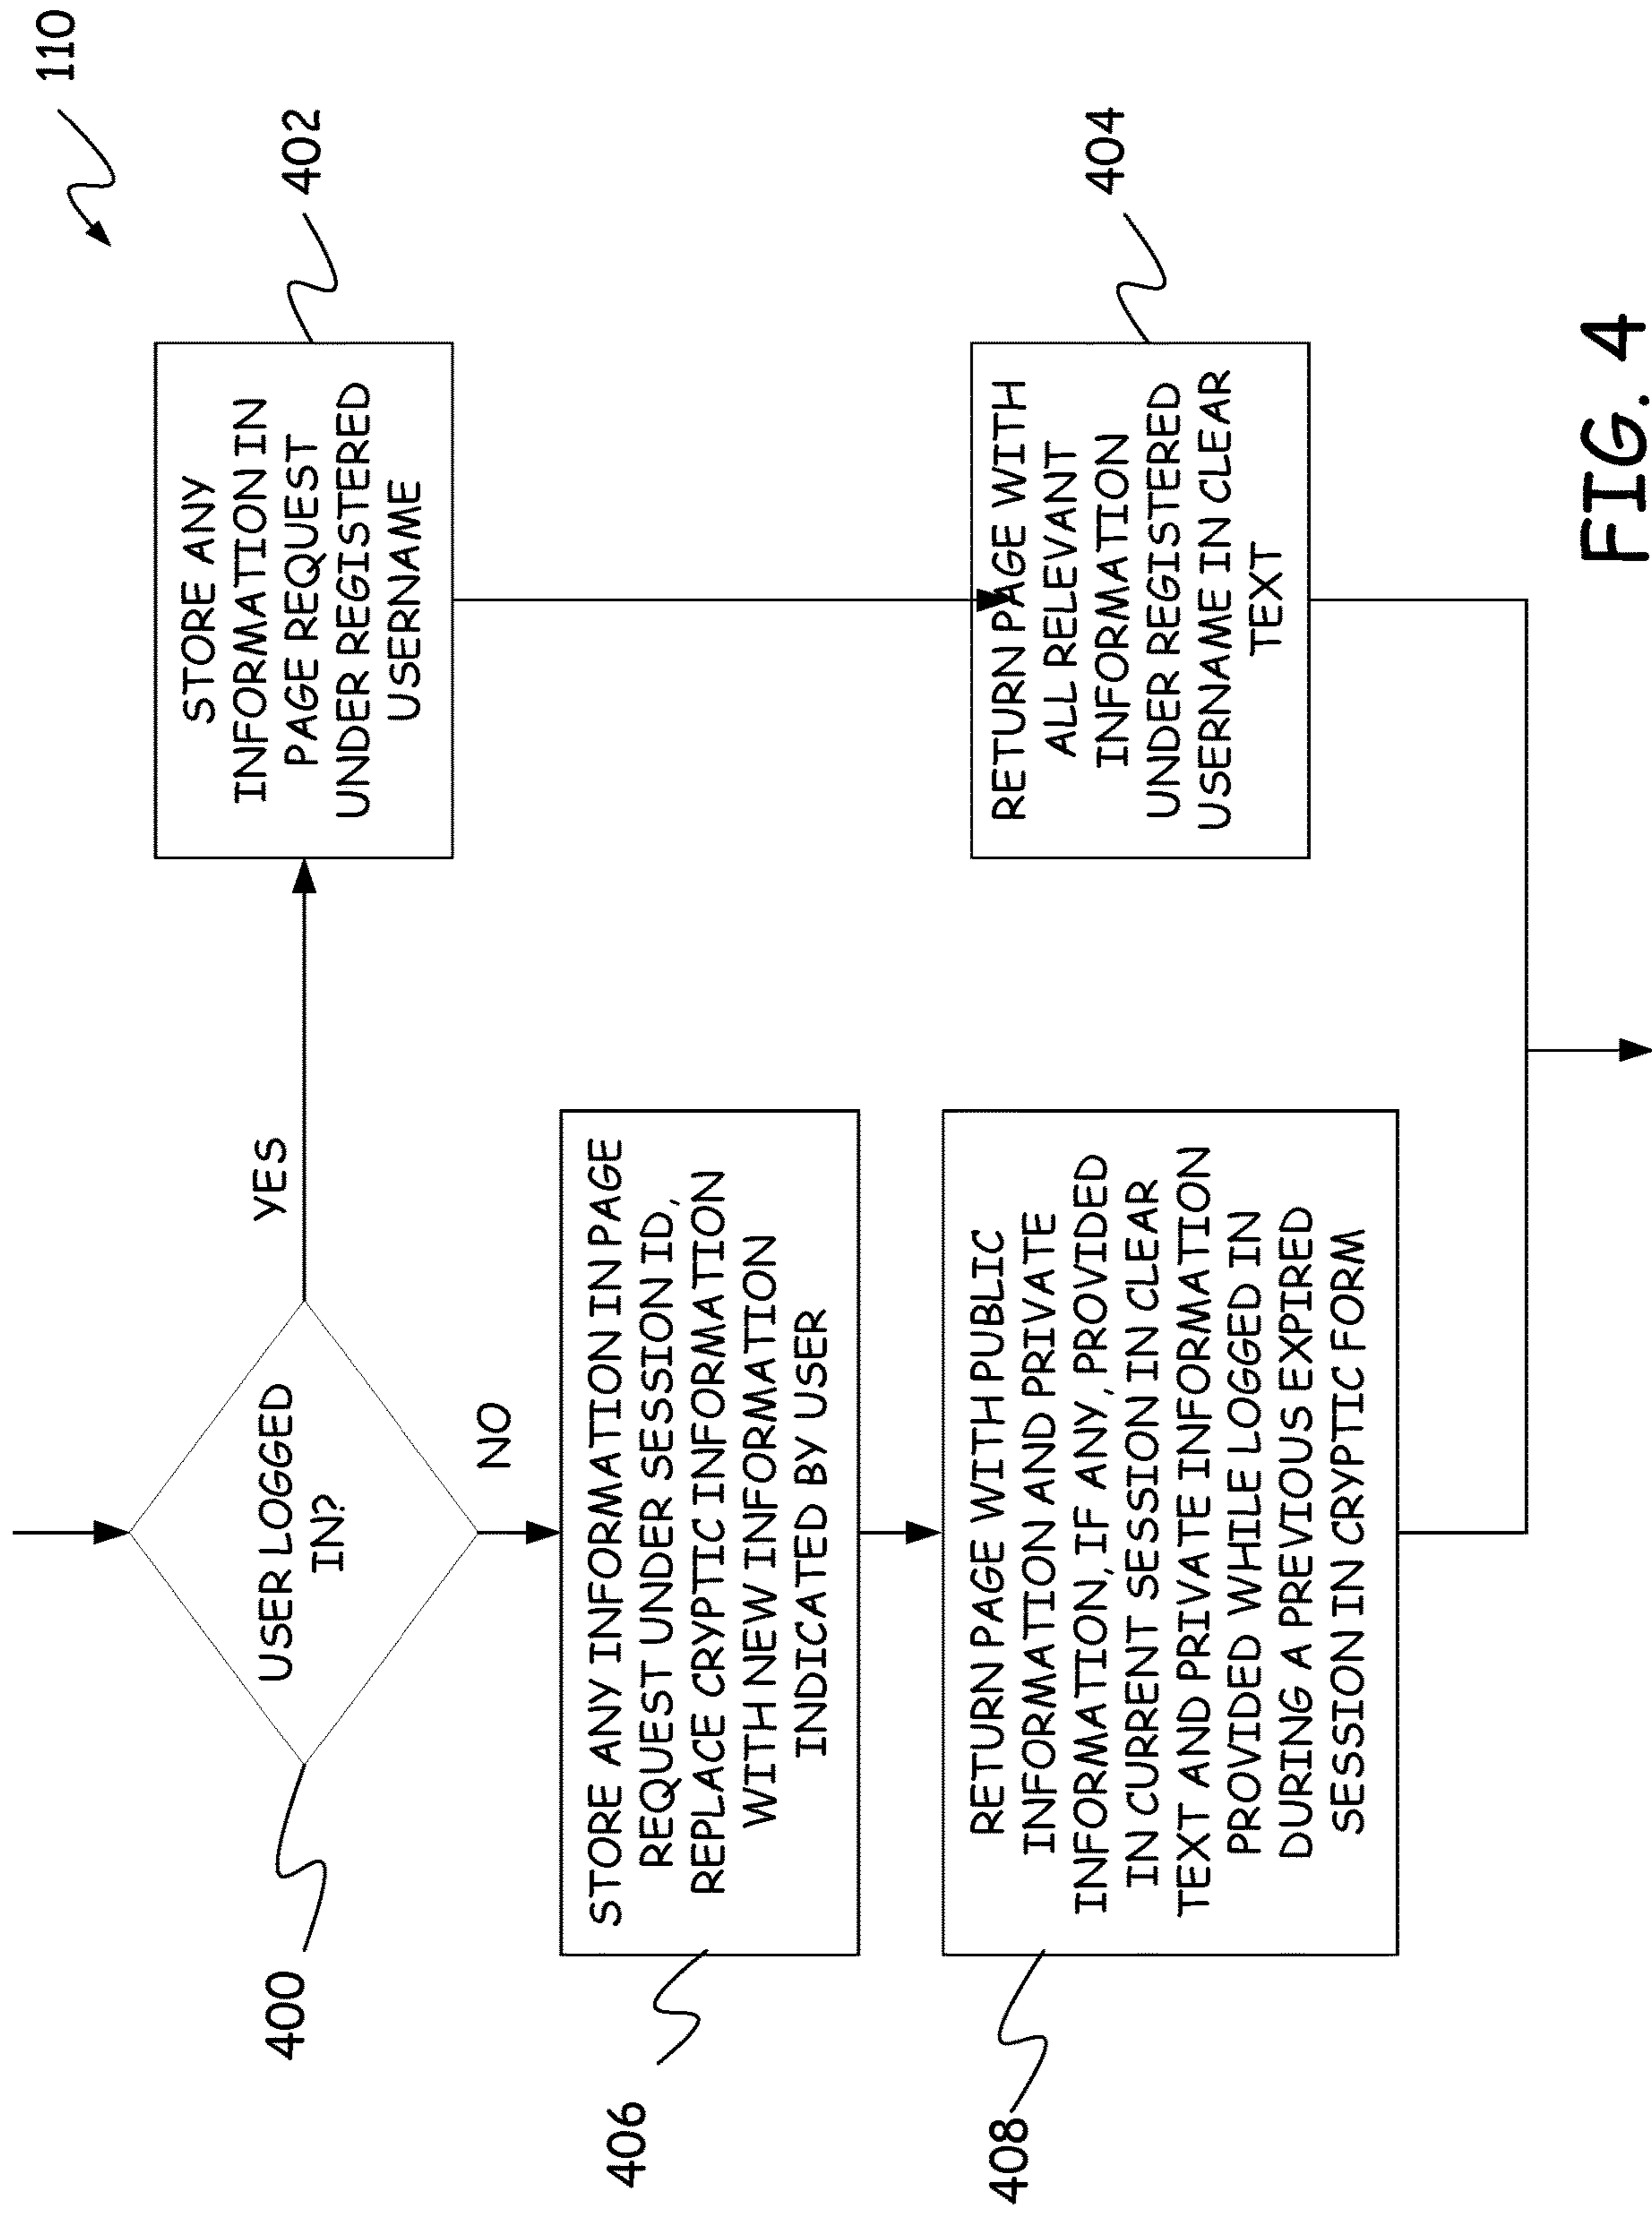 110
400
USER LOGGED
IN?
YES
NO
402
STORE ANY
INFORMATION IN
PAGE REQUEST
UNDER REGISTERED
USERNAME
406
STORE ANY INFORMATION IN PAGE
REQUEST UNDER SESSION ID,
REPLACE CRYPTIC INFORMATION
WITH NEW INFORMATION
INDICATED BY USER
404
RETURN PAGE WITH
ALL RELEVANT
INFORMATION
UNDER REGISTERED
USERNAME IN CLEAR
TEXT
408
RETURN PAGE WITH PUBLIC
INFORMATION AND PRIVATE
INFORMATION, IF ANY, PROVIDED
IN CURRENT SESSION IN CLEAR
TEXT AND PRIVATE INFORMATION
PROVIDED WHILE LOGGED IN
DURING A PREVIOUS EXPIRED
SESSION IN CRYPTIC FORM
FIG. 4